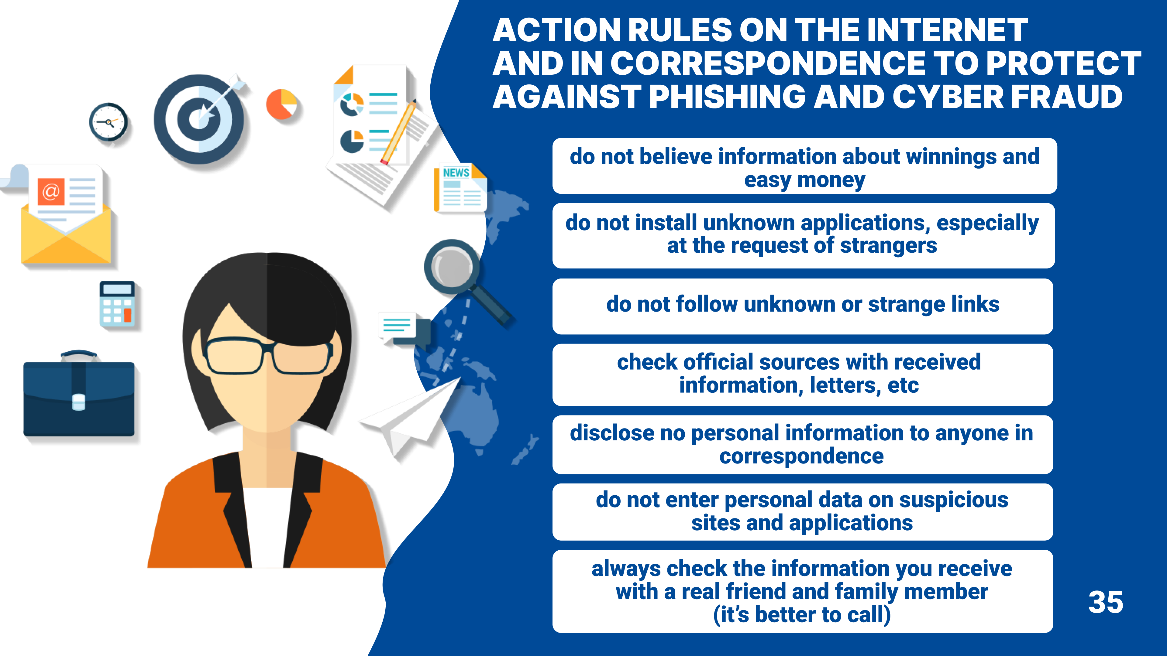 ACTION RULES ON THE INTERNET
AND IN CORRESPONDENCE TO PROTECT
AGAINST PHISHING AND CYBER FRAUD
@
NEWS
do not believe information about winnings and
easy money
do not install unknown applications, especially
at the request of strangers
do not follow unknown or strange links
check official sources with received
information, letters, etc
disclose no personal information to anyone in
correspondence
do not enter personal data on suspicious
sites and applications
always check the information you receive
with a real friend and family member
(it’s better to call)
35